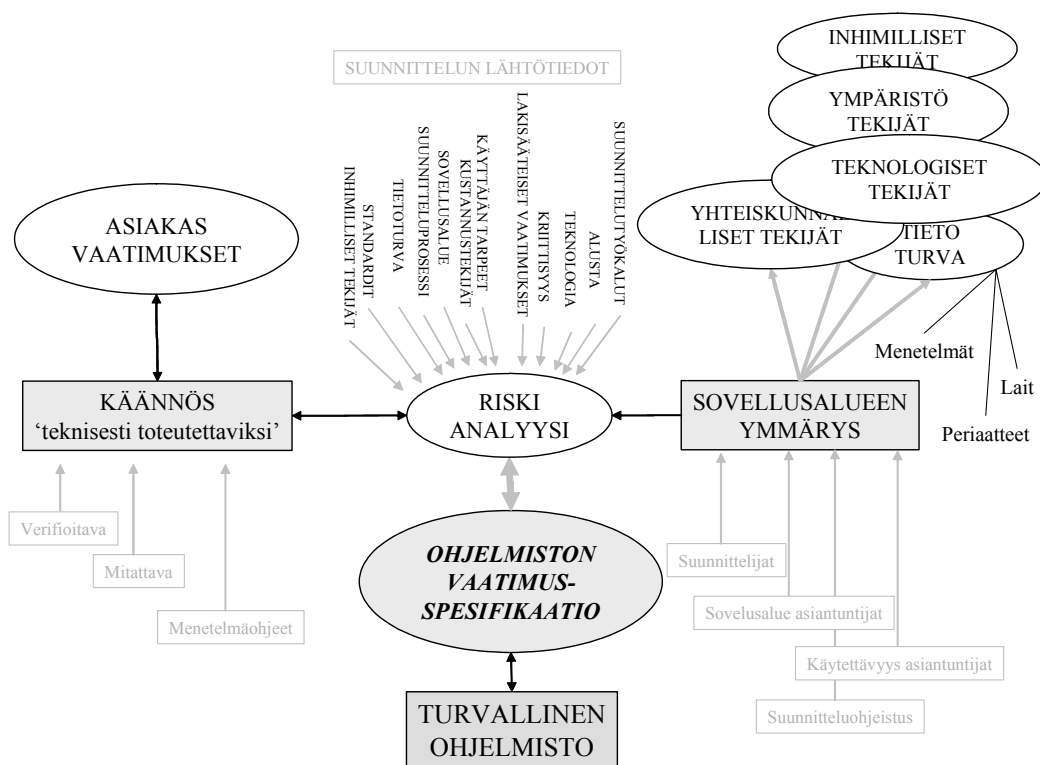 INHIMILLISET
TEKIJÄT
YMPÄRISTÖ
TEKIJÄT
TEKNOLOGISET
TEKIJÄT
YHTEISKUNNAL
LISET TEKIJÄT
TIETO
TURVA
Menetelmät
Lait
Periaatteet
SUUNNITTELUN LÄHTÖTIEDOT
INHIMILLISET TEKIJÄT
STANDARDIT
TIETOTURVA
SUUNNITTELUPROSESSI
SOVELLUSALUE
KUSTANNUSTEKIJÄT
KÄYTTÄJÄN TARPEET
LAKISÄÄTEISET VAATIMUKSET
KRIITTISYYS
TEKNOLOGIA
ALUSTA
SUUNNITTELUTYÖKALUT
ASIAKAS
VAATIMUKSET
KÄÄNNÖS
‘teknisesti toteutettaviksi’
RISKI
ANALYYSI
SOVELLUSALUEEN
YMMÄRYS
Verifioitava
Mitattava
Menetelmäohjeet
OHJELMISTON
VAATIMUS-
SPESIFIKAATIO
Suunnittelijat
Sovelusalue asiantuntijat
Käytettävyys asiantuntijat
Suunnitteluohjeistus
TURVALLINEN
OHJELMISTO